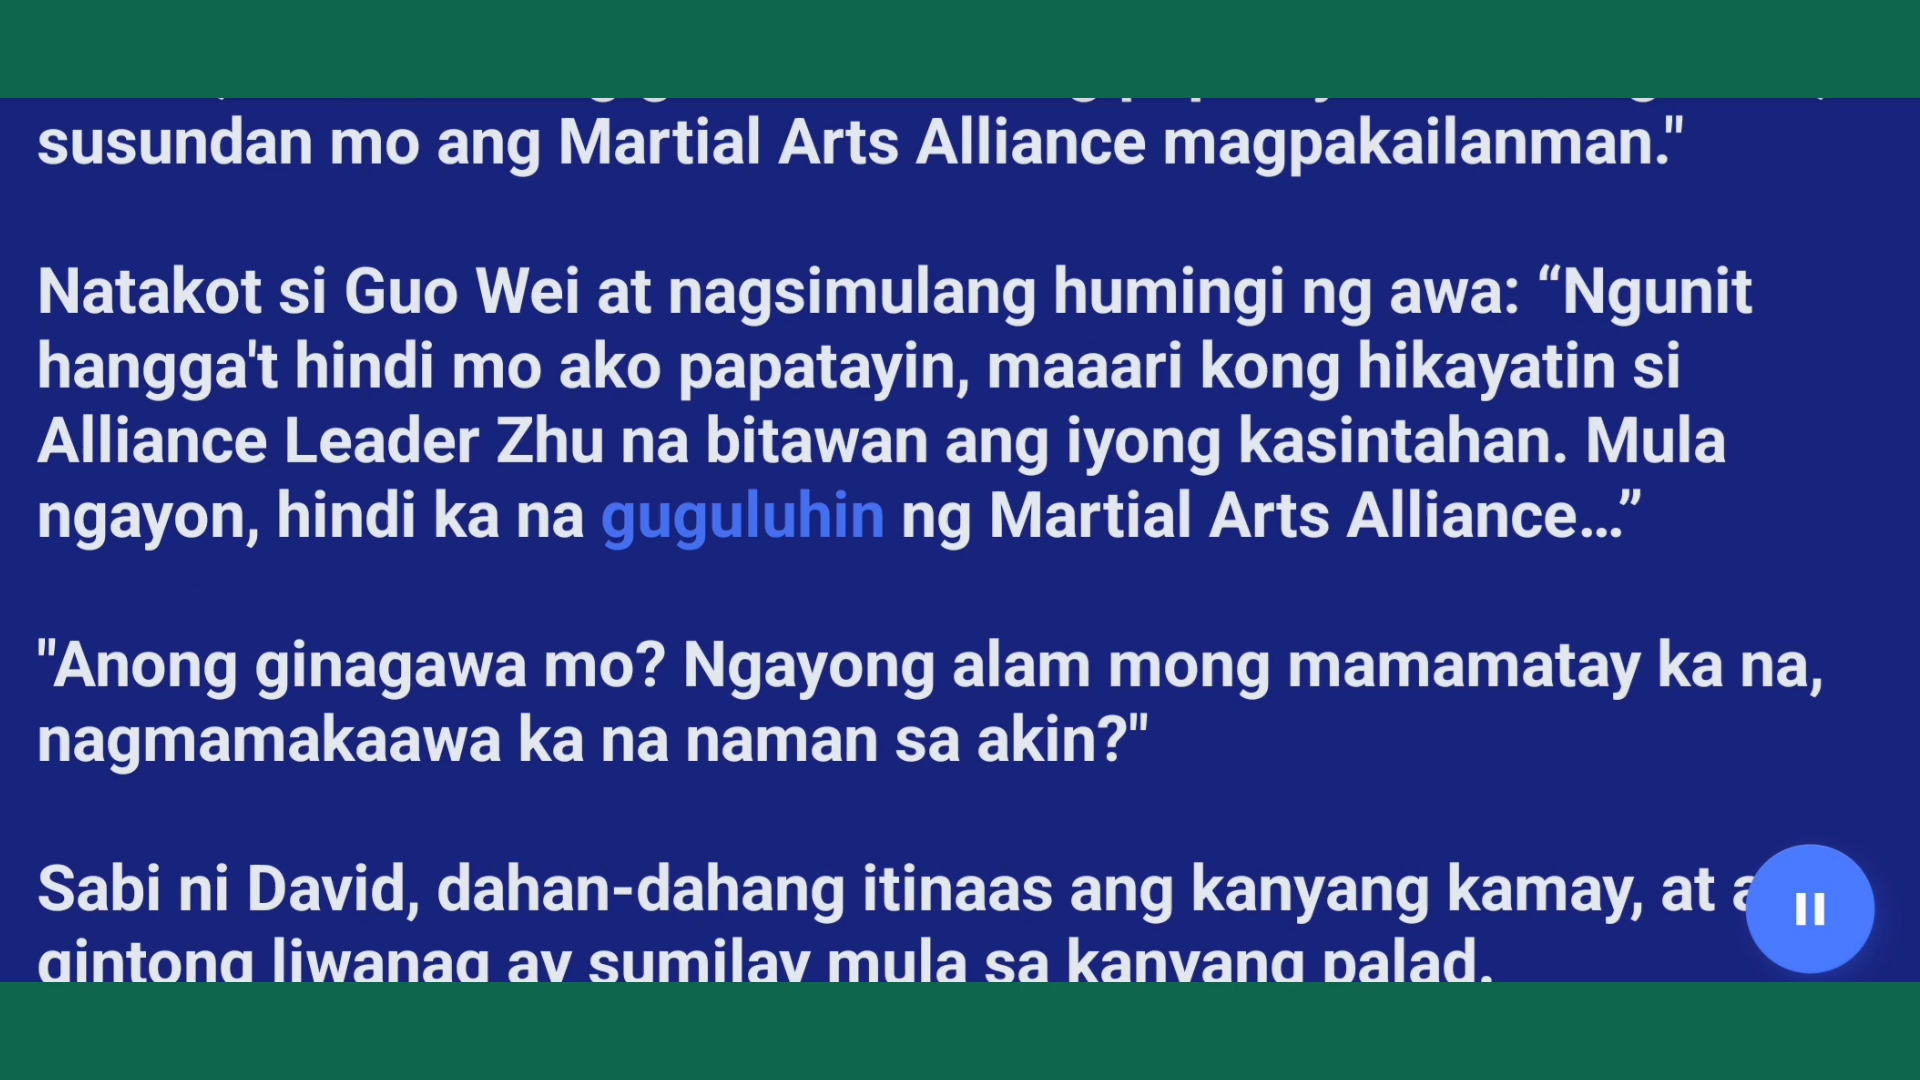 susundan mo ang Martial Arts Alliance magpakailanman."
Natakot si Guo Wei at nagsimulang humingi ng awa: “Ngunit
hangga't hindi mo ako papatayin, maaari kong hikayatin si
Alliance Leader Zhu na bitawan ang iyong kasintahan. Mula
ngayon, hindi ka na guguluhin ng Martial Arts Alliance...”
"Anong ginagawa mo? Ngayong alam mong mamamatay ka na,
nagmamakaawa ka na naman sa akin?"
Sabi ni David, dahan-dahang itinaas ang kanyang kamay, at
gintong liwanag ay sumilay mula sa kanyang palad.